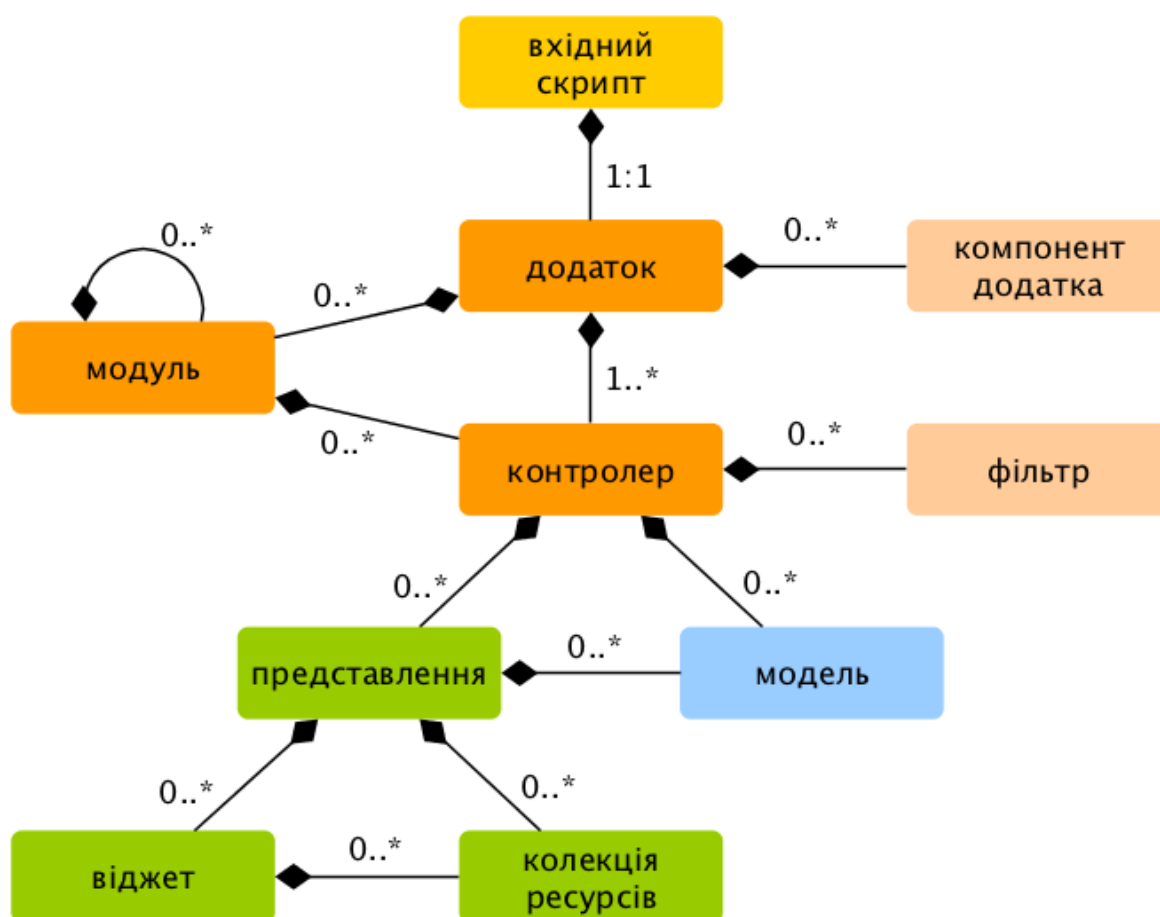 вхідний
скрипт
1:1
0..*
0..*
додаток
компонент
додатка
0..*
модуль
1..*
0..*
0..*
контролер
фільтр
0..*
0..*
представлення
0..*
модель
0..*
0..*
віджет
0..*
колекція
ресурсів